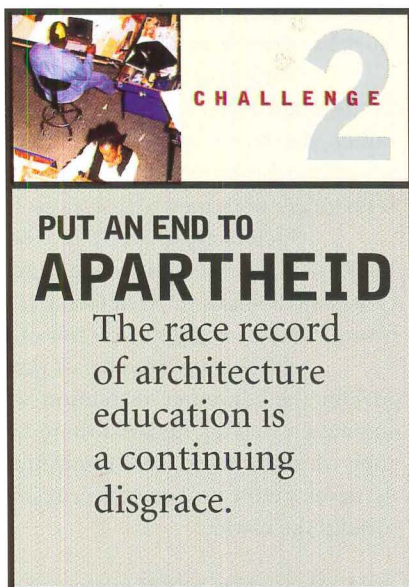 CHALLENGE 2
PUT AN END TO
APARTHEID
The race record
of architecture
education is
a continuing
disgrace.